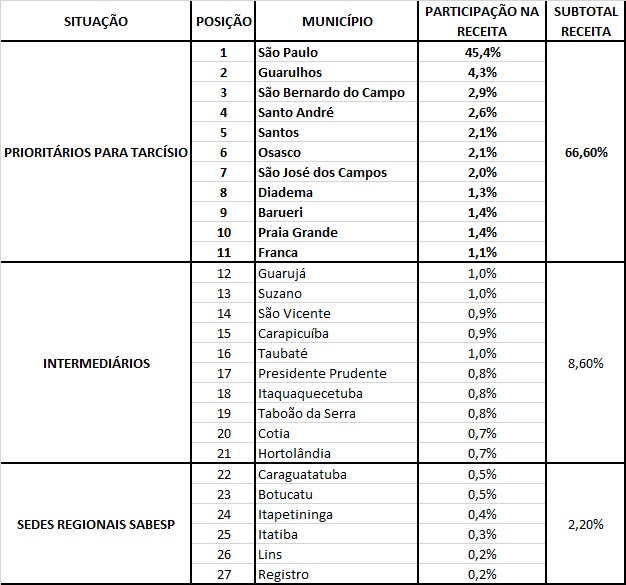 SITUAÇÃO POSIÇÃO MUNICÍPIO PARTICIPAÇÃO NA RECEITA SUBTOTAL RECEITA
1 São Paulo 45,4%
2 Guarulhos 4,3%
3 São Bernardo do Campo 2,9%
4 Santo André 2,6%
5 Santos 2,1%
PRIORITÁRIOS PARA TARCÍSIO 6 Osasco 2,1% 66,60%
7 São José dos Campos 2,0%
8 Diadema 1,3%
9 Barueri 1,4%
10 Praia Grande 1,4%
11 Franca 1,1%
12 Guarujá 1,0%
13 Suzano 1,0%
14 São Vicente 0,9%
15 Carapicuíba 0,9%
16 Taubaté 1,0%
INTERMEDIÁRIOS 8,60%
17 Presidente Prudente 0,8%
18 Itaquaquecetuba 0,8%
19 Taboão da Serra 0,8%
20 Cotia 0,7%
21 Hortolândia 0,7%
22 Caraguatatuba 0,5%
23 Botucatu 0,5%
24 Itapetininga 0,4%
SEDES REGIONAIS SABESP 2,20%
25 Itatiba 0,3%
26 Lins 0,2%
27 Registro 0,2%